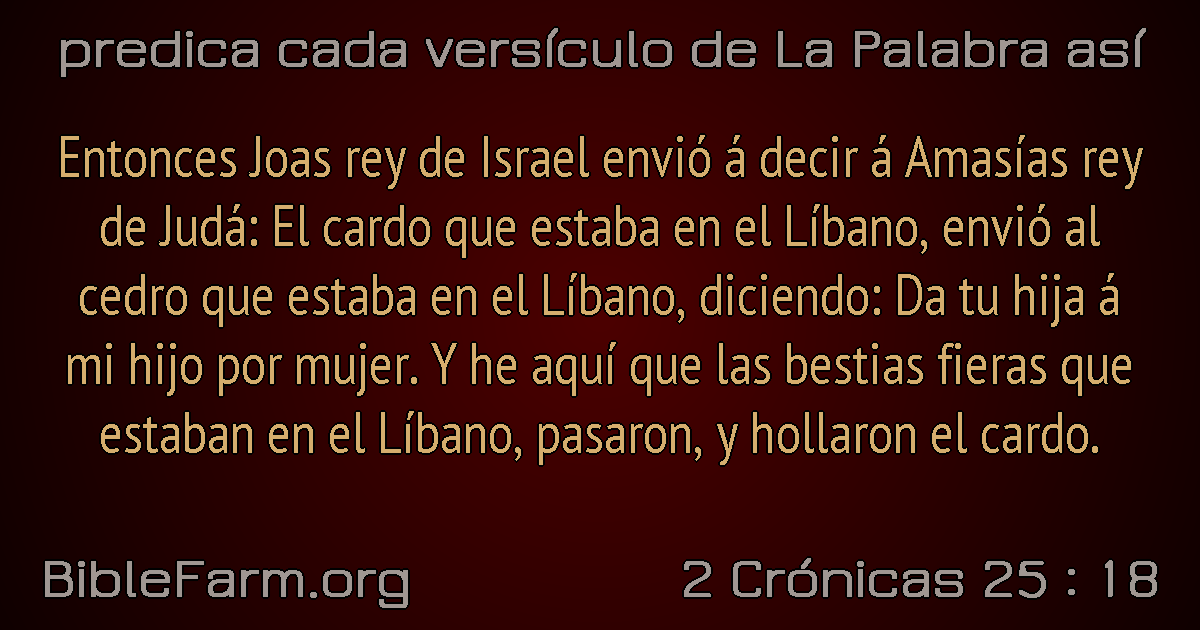 predica cada versículo de La Palabra así
Entonces Joas rey de Israel envió á decir á Amasías rey
de Judá: El cardo que estaba en el Líbano, envió al
cedro que estaba en el Líbano, diciendo: Da tu hija á
mi hijo por mujer. Y he aquí que las bestias fieras que
estaban en el Líbano, pasaron, y hollaron el cardo.
BibleFarm.org
2 Crónicas 25 : 18